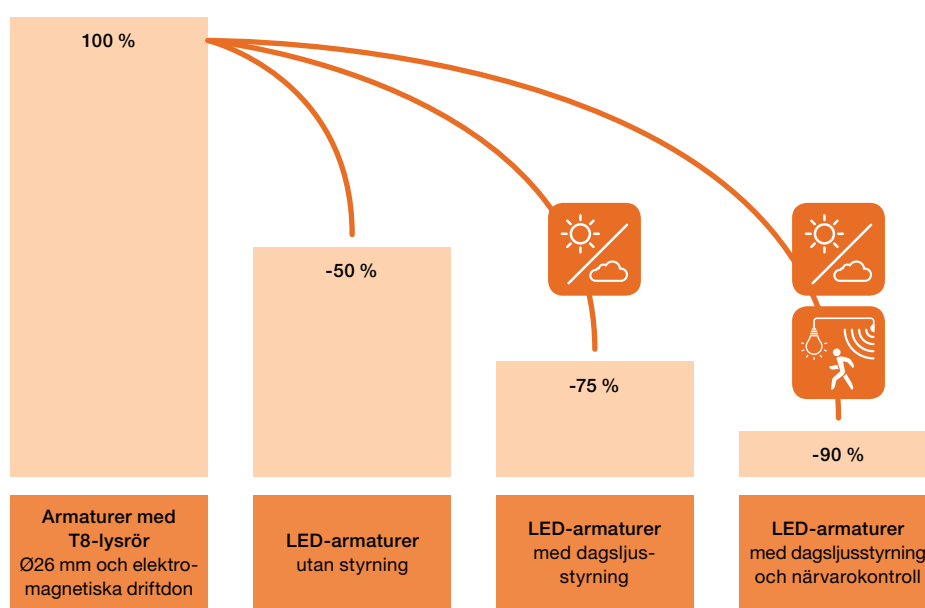 100 %
-50 %
-75 %
-90 %
Armaturer med
T8-lysrör
Ø26 mm och elektro-
magnetiska driftdon
LED-armaturer
utan styrning
LED-armaturer
med dagsljus-
styrning
LED-armaturer
med dagsljusstyrning
och närvarokontroll